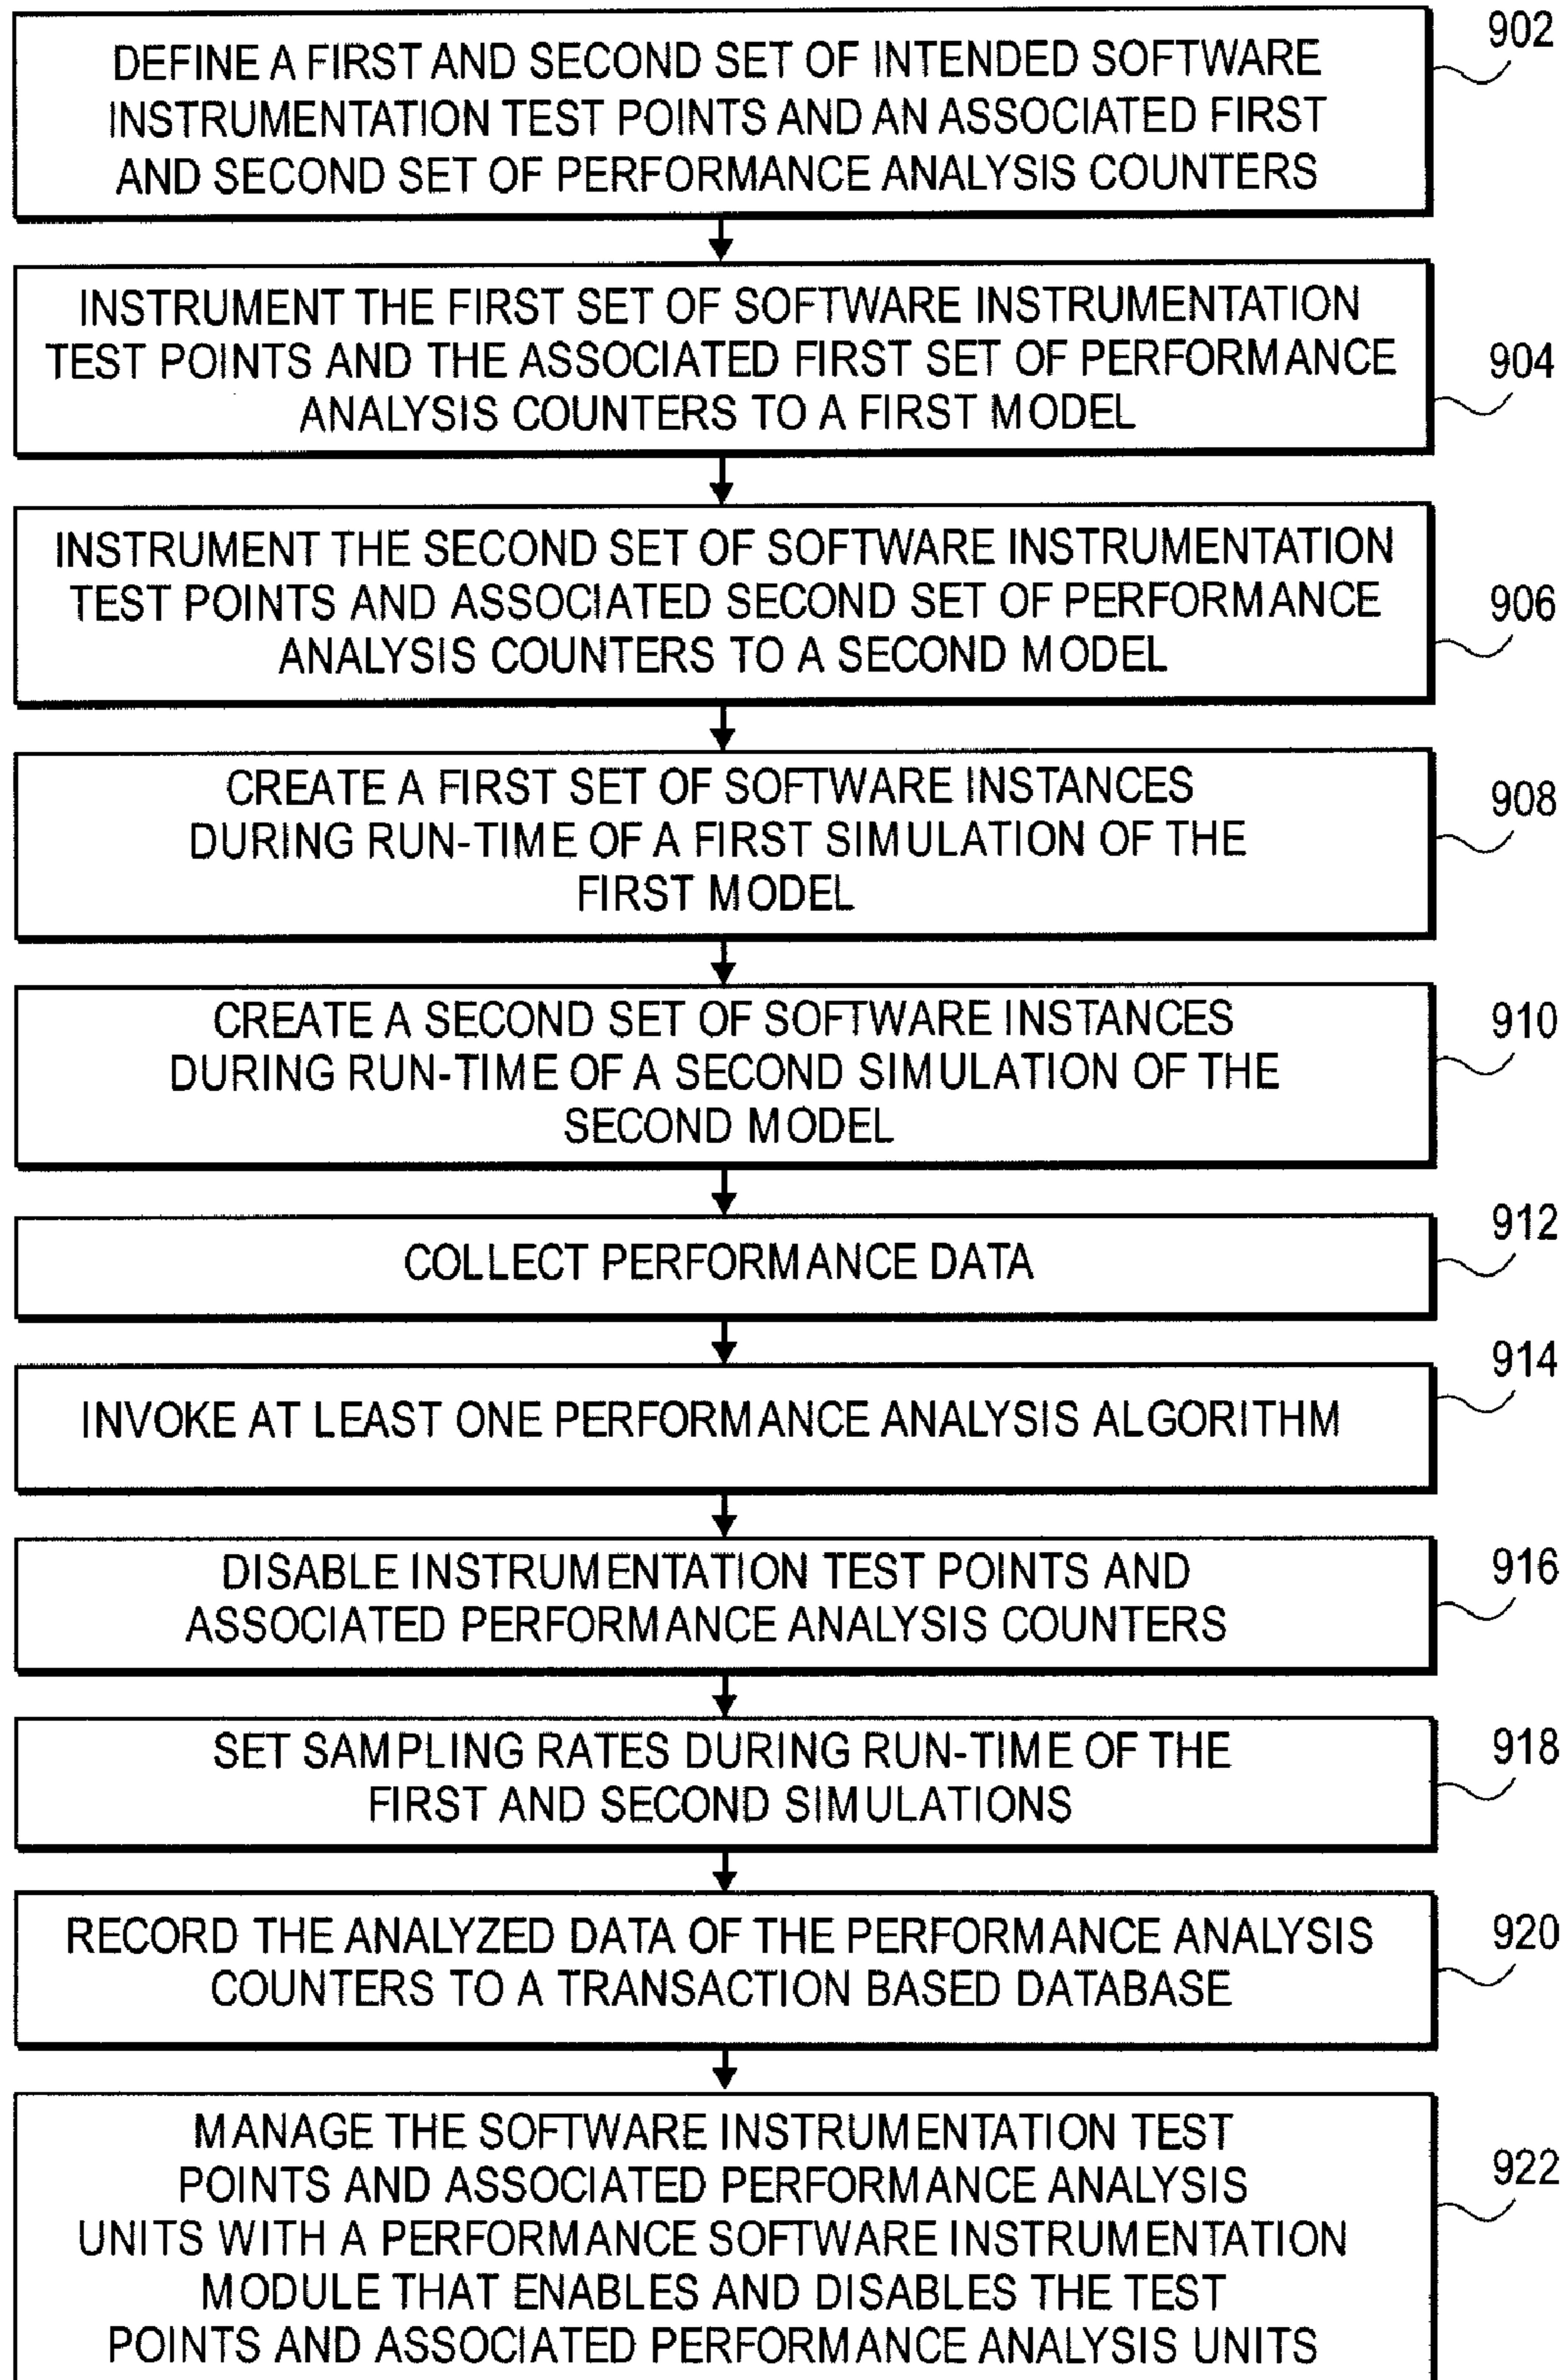 902
DEFINE A FIRST AND SECOND SET OF INTENDED SOFTWARE
INSTRUMENTATION TEST POINTS AND AN ASSOCIATED FIRST
AND SECOND SET OF PERFORMANCE ANALYSIS COUNTERS
INSTRUMENT THE FIRST SET OF SOFTWARE INSTRUMENTATION
TEST POINTS AND THE ASSOCIATED FIRST SET OF PERFORMANCE
ANALYSIS COUNTERS TO A FIRST MODEL
904
INSTRUMENT THE SECOND SET OF SOFTWARE INSTRUMENTATION
TEST POINTS AND ASSOCIATED SECOND SET OF PERFORMANCE
ANALYSIS COUNTERS TO A SECOND MODEL
906
CREATE A FIRST SET OF SOFTWARE INSTANCES
DURING RUN-TIME OF A FIRST SIMULATION OF THE
FIRST MODEL
908
CREATE A SECOND SET OF SOFTWARE INSTANCES
DURING RUN-TIME OF A SECOND SIMULATION OF THE
SECOND MODEL
910
COLLECT PERFORMANCE DATA
912
INVOKE AT LEAST ONE PERFORMANCE ANALYSIS ALGORITHM
914
DISABLE INSTRUMENTATION TEST POINTS AND
ASSOCIATED PERFORMANCE ANALYSIS COUNTERS
916
SET SAMPLING RATES DURING RUN-TIME OF THE
FIRST AND SECOND SIMULATIONS
918
RECORD THE ANALYZED DATA OF THE PERFORMANCE ANALYSIS
COUNTERS TO A TRANSACTION BASED DATABASE
920
MANAGE THE SOFTWARE INSTRUMENTATION TEST
POINTS AND ASSOCIATED PERFORMANCE ANALYSIS
UNITS WITH A PERFORMANCE SOFTWARE INSTRUMENTATION
MODULE THAT ENABLES AND DISABLES THE TEST
POINTS AND ASSOCIATED PERFORMANCE ANALYSIS UNITS
922